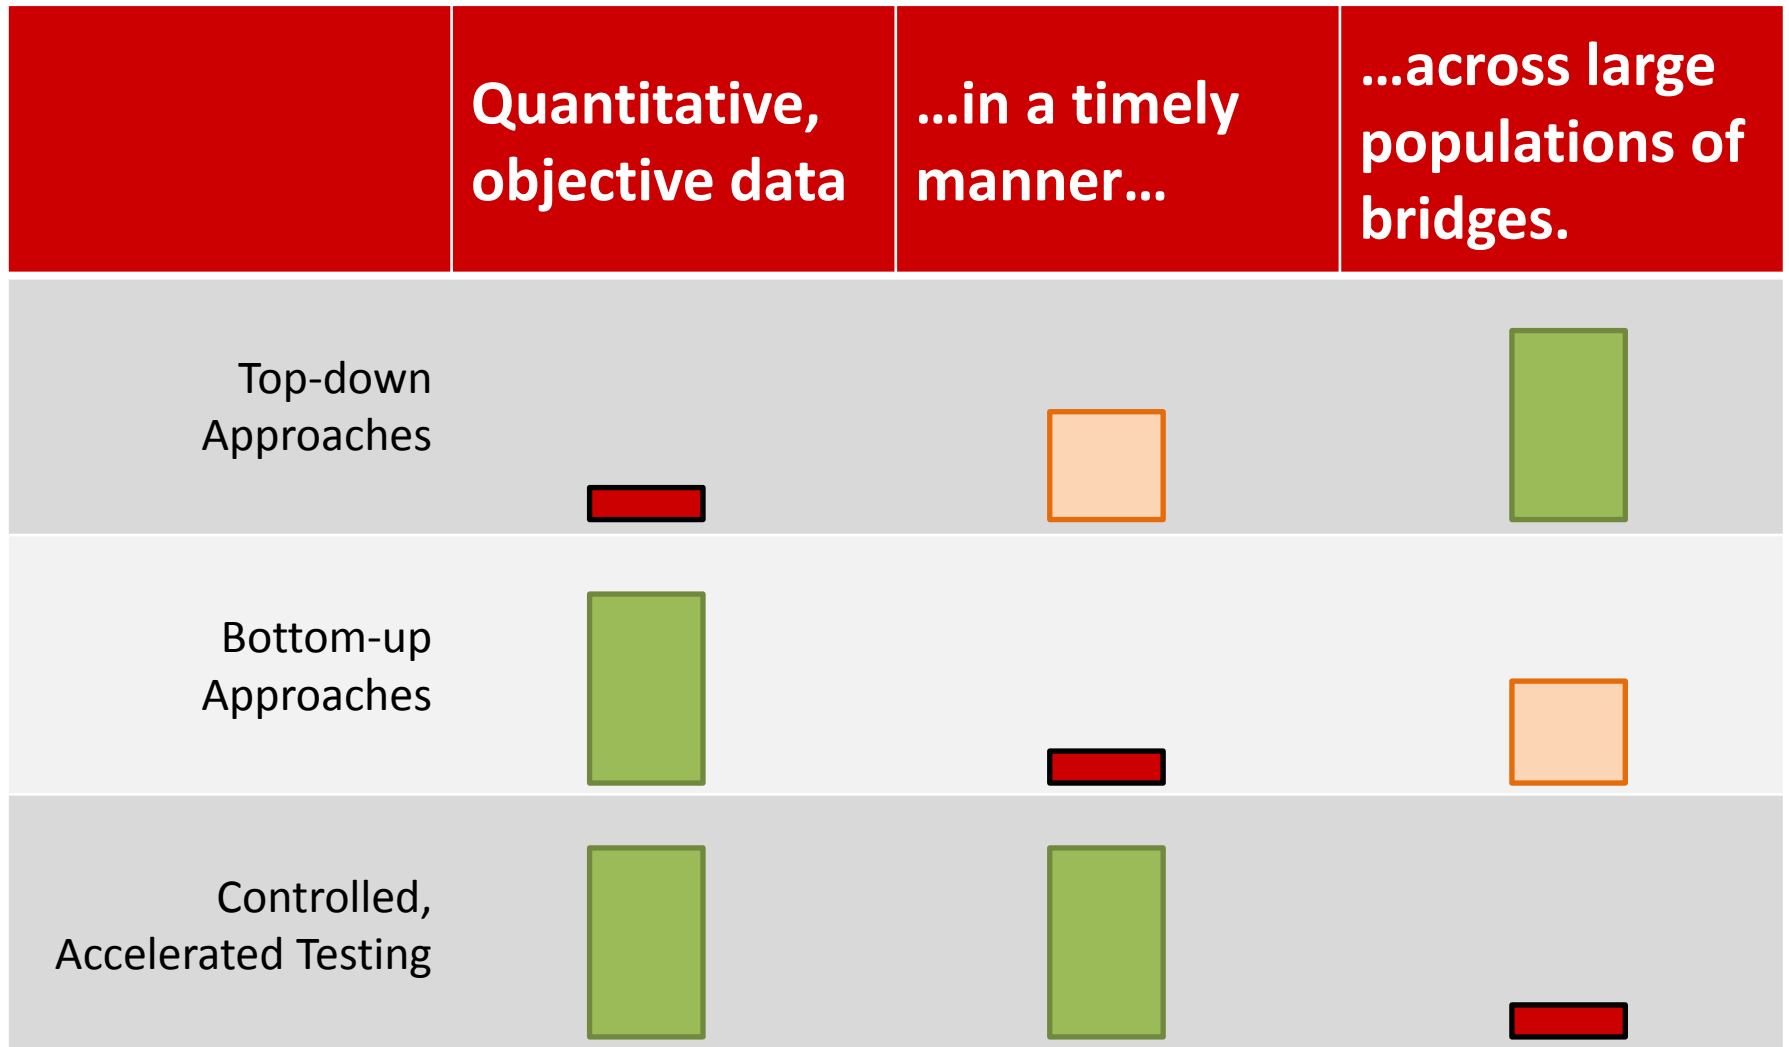 Quantitative,
objective data
…in a timely
manner…
…across large
populations of
bridges.
Top-down
Approaches
Bottom-up
Approaches
Controlled,
Accelerated Testing